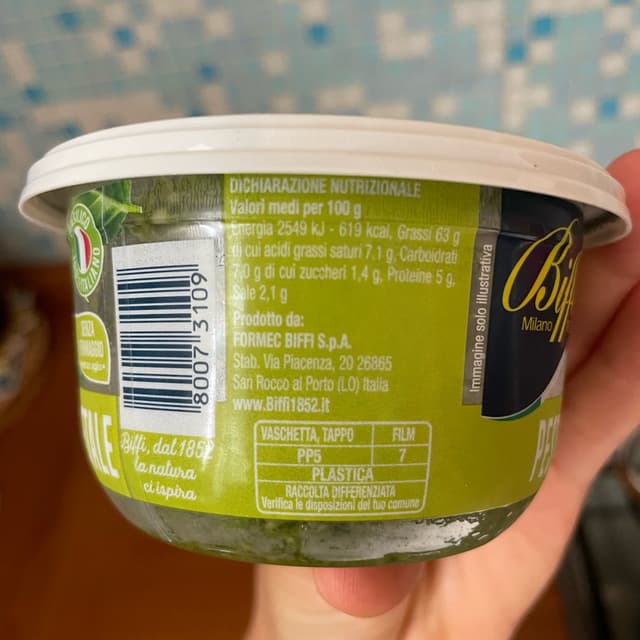 DICHIARAZIONE NUTRIZIONALE
Valori medi per 100 g
Energia 2549 kJ - 619 kcal, Grassi 63 g
di cui acidi grassi saturi 7,1 g, Carboidrati
7,0 g di cui zuccheri 1,4 g, Proteine 5 g,
Sale 2,1 g
Prodotto da:
FORMEC BIFFI S.p.A.
Stab. Via Piacenza, 20 26865
San Rocco al Porto (LO) Italia
www.Biffi1852.it
VASCHETTA, TAPPO FILM
PP5 7
PLASTICA
RACCOLTA DIFFERENZIATA
Verifica le disposizioni del tuo comune
8007 3109
SENZA
TALE
Biffi, dal 1852
la natura
ci ispira
Immagine solo illustrativa
Biffi
Milano
PE